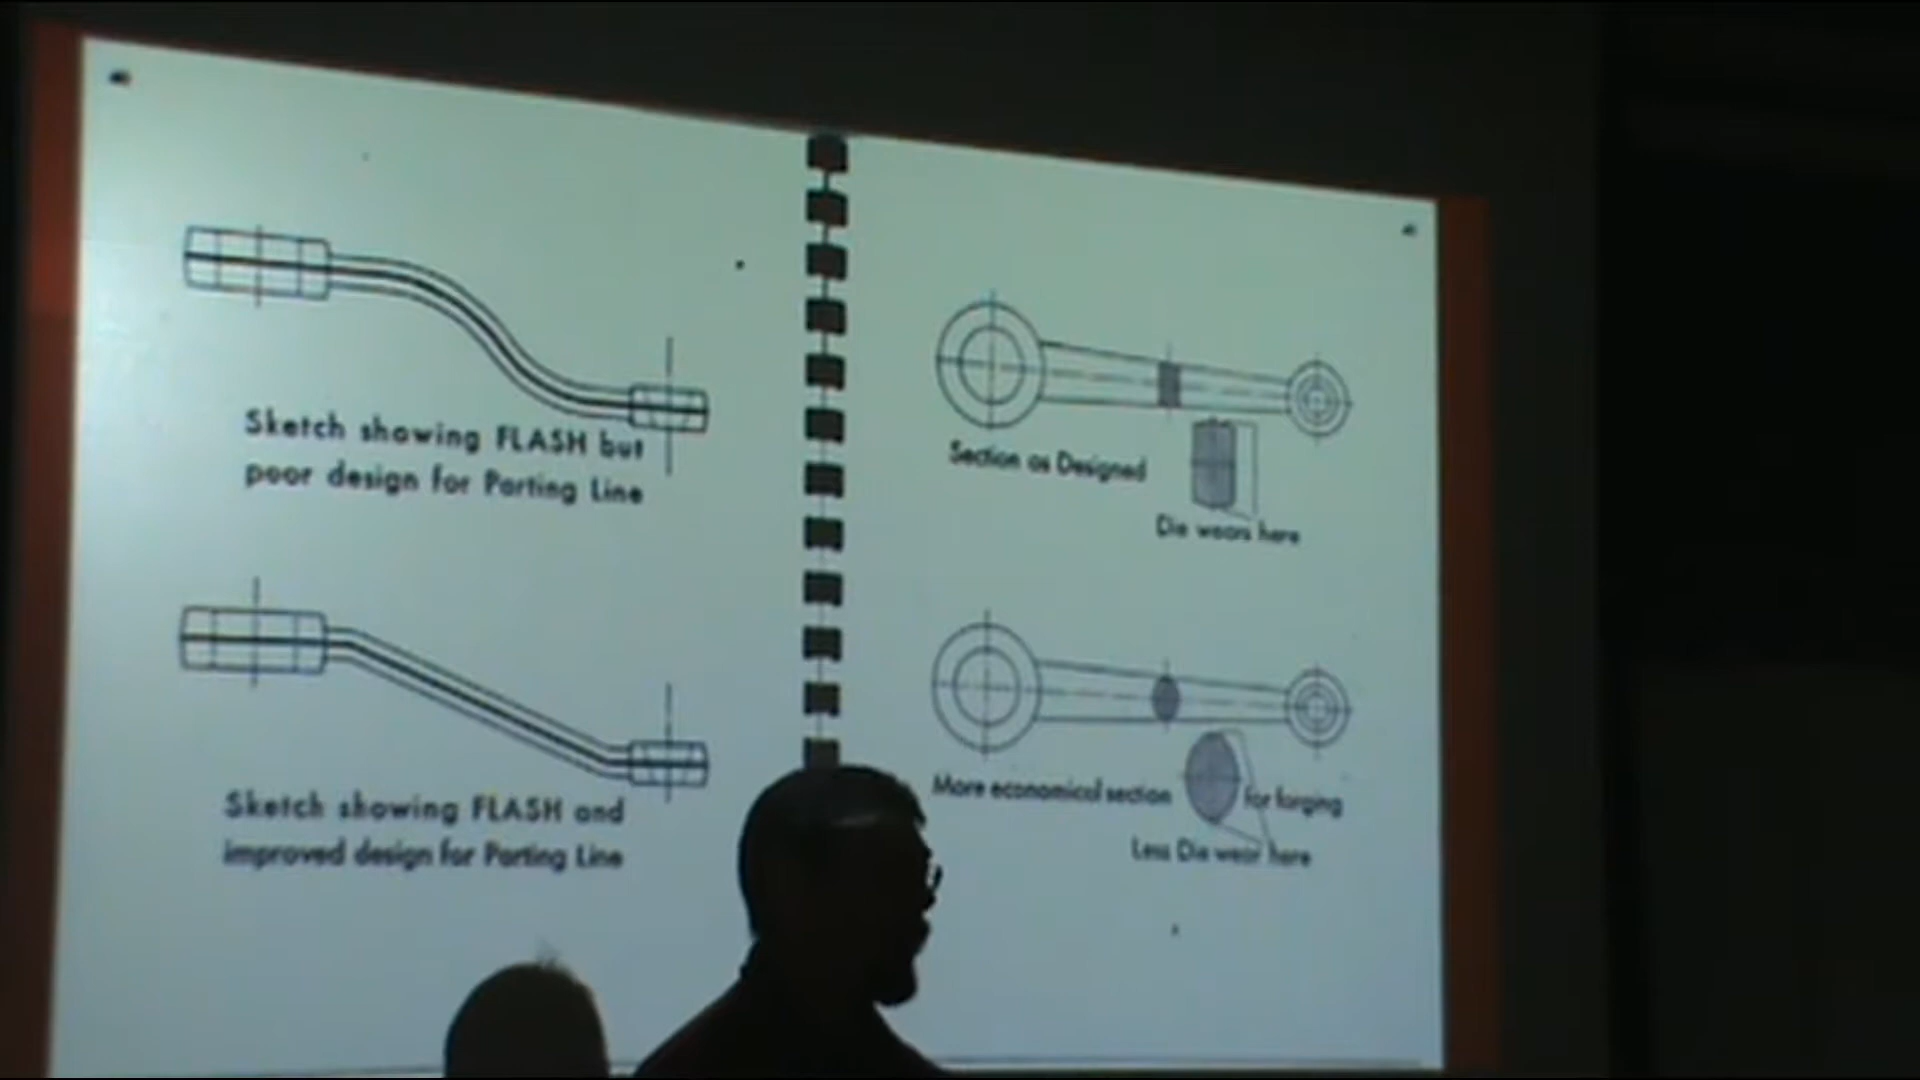 Sketch showing FLASH but
poor design for Parting Line
Sketch showing FLASH and
improved design for Parting Line
Section as Designed
Die wears here
More economical section for forging
Less Die wear here